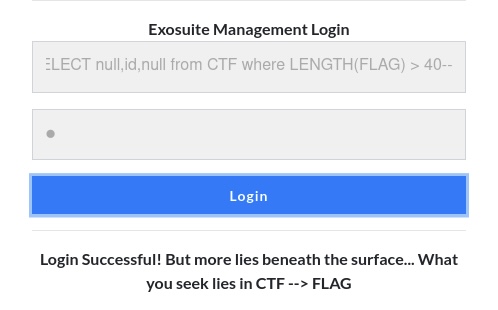 Exosuite Management Login
LECT null,id,null from CTF where LENGTH(FLAG) > 40--
Login
Login Successful! But more lies beneath the surface... What
you seek lies in CTF --> FLAG